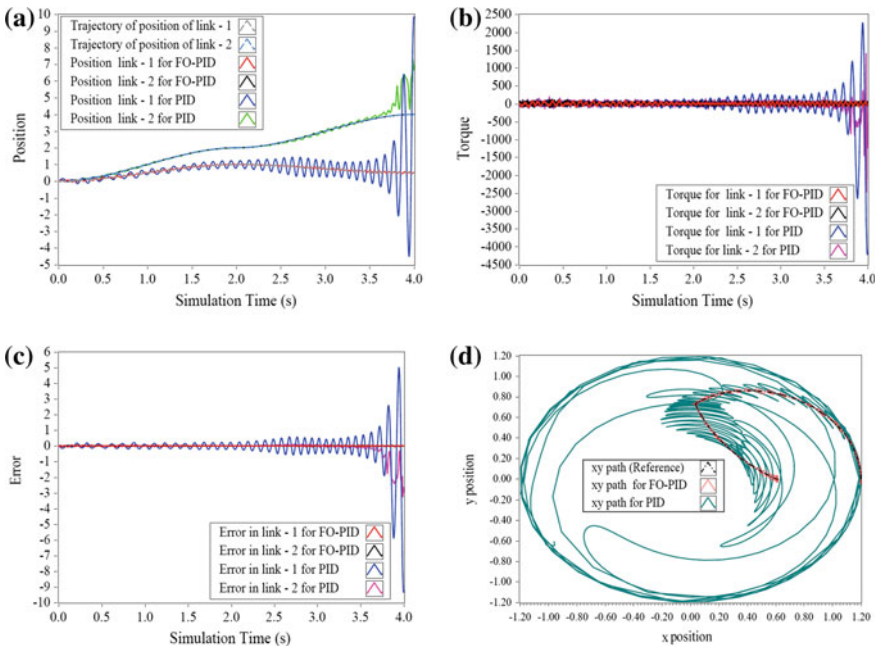 (a)
10
9
8
7
6
5
4
3
2
1
0
-1
-2
-3
-4
-5
Position
Trajectory of position of link - 1
Trajectory of position of link - 2
Position link - 1 for FO-PID
Position link - 2 for FO-PID
Position link - 1 for PID
Position link - 2 for PID
0.0 0.5 1.0 1.5 2.0 2.5 3.0 3.5 4.0
Simulation Time (s)
(b)
2500
2000
1500
1000
500
0
-500
-1000
-1500
-2000
-2500
-3000
-3500
-4000
4500
Torque
Torque for link - 1 for FO-PID
Torque for link - 2 for FO-PID
Torque for link - 1 for PID
Torque for link - 2 for PID
0.0 0.5 1.0 1.5 2.0 2.5 3.0 3.5 4.0
Simulation Time (s)
(c)
6
5
4
3
2
1
0
-1
-2
-3
-4
-5
-6
-7
-8
-9
-10
Error
Error in link - 1 for FO-PID
Error in link - 2 for FO-PID
Error in link - 1 for PID
Error in link - 2 for PID
0.0 0.5 1.0 1.5 2.0 2.5 3.0 3.5 4.0
Simulation Time (s)
(d)
1.20
1.00
0.80
0.60
0.40
0.20
0.00
-0.20
-0.40
-0.60
-0.80
-1.00
-1.20
y position
xy path (Reference)
xy path for FO-PID
xy path for PID
-1.20 -1.00 -0.80 -0.60 -0.40 -0.20 0.00 0.20 0.40 0.60 0.80 1.00 1.20
x position